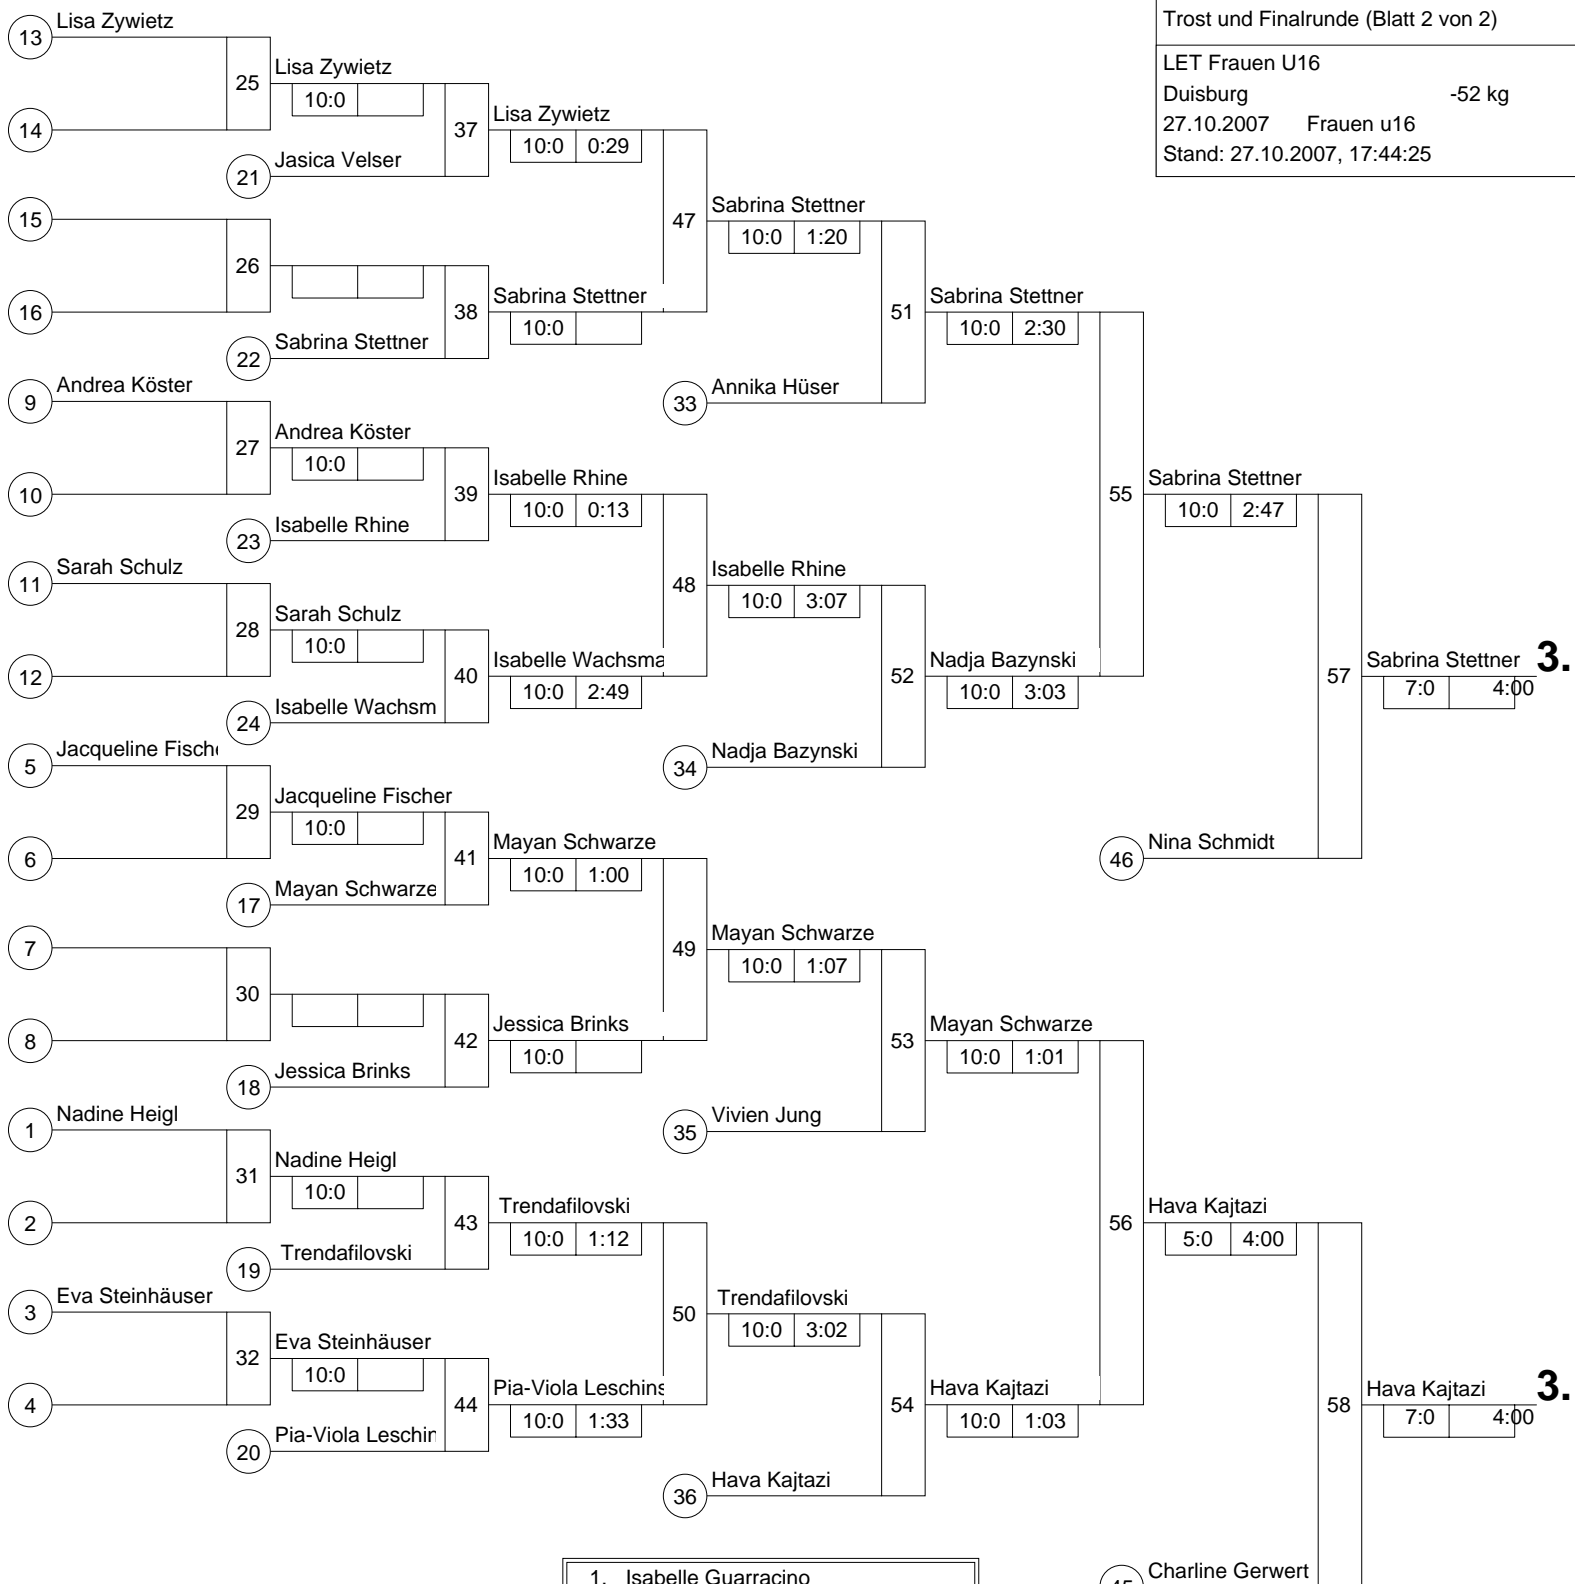 Trost und Finalrunde (Blatt 2 von 2)
LET Frauen U16
Duisburg -52 kg
27.10.2007 Frauen u16
Stand: 27.10.2007, 17:44:25
13 Lisa Zywietz
25 Lisa Zywietz
10:0
14
37 Lisa Zywietz
10:0 0:29
21 Jasica Velser
15
47 Sabrina Stettner
10:0 1:20
26
16
38 Sabrina Stettner
10:0
22 Sabrina Stettner
51 Sabrina Stettner
10:0 2:30
33 Annika Hüser
9 Andrea Köster
27 Andrea Köster
10:0
10
39 Isabelle Rhine
10:0 0:13
23 Isabelle Rhine
55 Sabrina Stettner
10:0 2:47
11 Sarah Schulz
48 Isabelle Rhine
10:0 3:07
28 Sarah Schulz
10:0
12
40 Isabelle Wachsma
10:0 2:49
24 Isabelle Wachsm
52 Nadja Bazynski
10:0 3:03
34 Nadja Bazynski
57 Sabrina Stettner 3.
7:0 4:00
5 Jacqueline Fische
29 Jacqueline Fischer
10:0
6
41 Mayan Schwarze
10:0 1:00
17 Mayan Schwarze
46 Nina Schmidt
7
49 Mayan Schwarze
10:0 1:07
30
8
42 Jessica Brinks
10:0
18 Jessica Brinks
53 Mayan Schwarze
10:0 1:01
35 Vivien Jung
1 Nadine Heigl
31 Nadine Heigl
10:0
2
43 Trendafilovski
10:0 1:12
19 Trendafilovski
56 Hava Kajtazi
5:0 4:00
3 Eva Steinhäuser
50 Trendafilovski
10:0 3:02
32 Eva Steinhäuser
10:0
4
44 Pia-Viola Leschins
10:0 1:33
20 Pia-Viola Leschin
54 Hava Kajtazi
10:0 1:03
36 Hava Kajtazi
58 Hava Kajtazi 3.
7:0 4:00
1. Isabelle Guarracino
45 Charline Gerwert